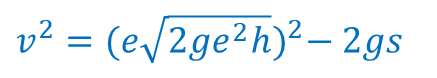 v² = (e√2ge²h)² − 2gs